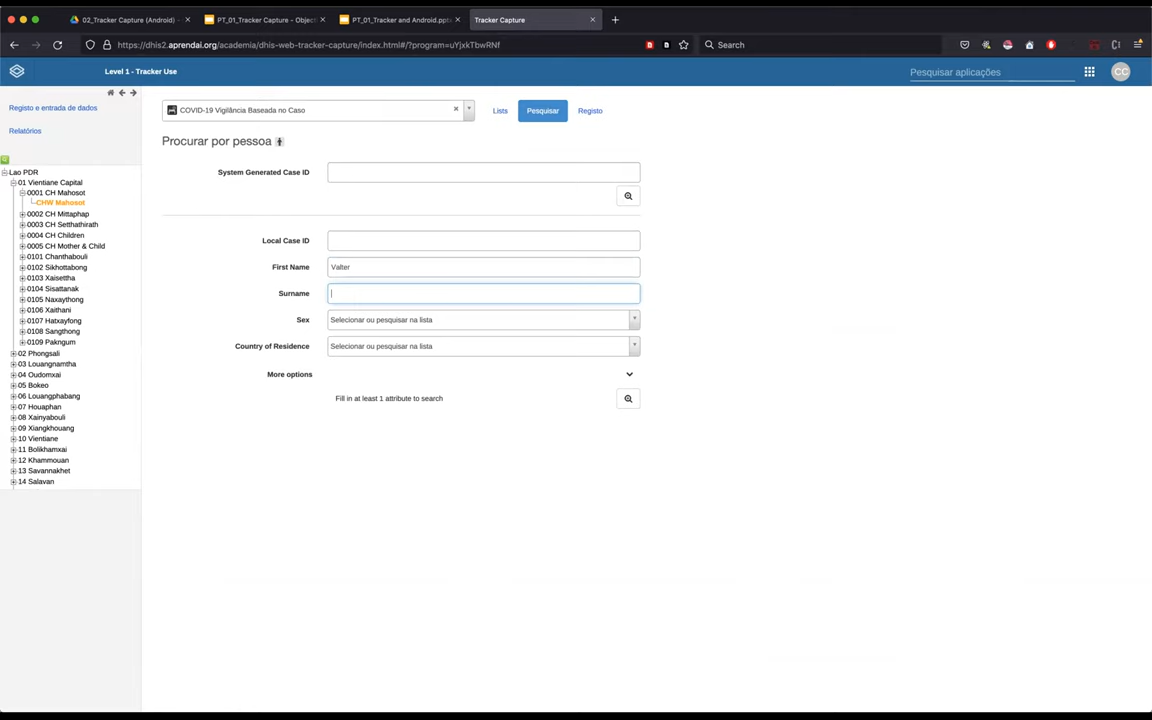 02_Tracker Capture (Android) –
PT_01_Tracker Capture - Object
PT_01_Tracker and Android.pptx
Tracker Capture
https://dhis2.aprendai.org/academia/dhis-web-tracker-capture/index.html#/?program=uYjxkTbwRNf
Search
Level 1 - Tracker Use
Pesquisar aplicações
CC
Registo e entrada de dados
Relatórios
COVID-19 Vigilância Baseada no Caso
Lists
Pesquisar
Registo
Procurar por pessoa
System Generated Case ID
Local Case ID
First Name
Valter
Surname
Sex
Selecionar ou pesquisar na lista
Country of Residence
Selecionar ou pesquisar na lista
More options
Fill in at least 1 attribute to search
Lao PDR
01 Vientiane Capital
0001 CH Mahosot
CHW Mahosot
0002 CH Mittaphap
0003 CH Setthathirath
0004 CH Children
0005 CH Mother & Child
0101 Chanthabouli
0102 Sikhottabong
0103 Xaisettha
0104 Sisattanak
0105 Naxaythong
0106 Xaithani
0107 Hatxayfong
0108 Sangthong
0109 Pakngum
02 Phongsali
03 Louangnamtha
04 Oudomxai
05 Bokeo
06 Louangphabang
07 Houaphan
08 Xainyabouli
09 Xiangkhouang
10 Vientiane
11 Bolikhamxai
12 Khammouan
13 Savannakhet
14 Salavan